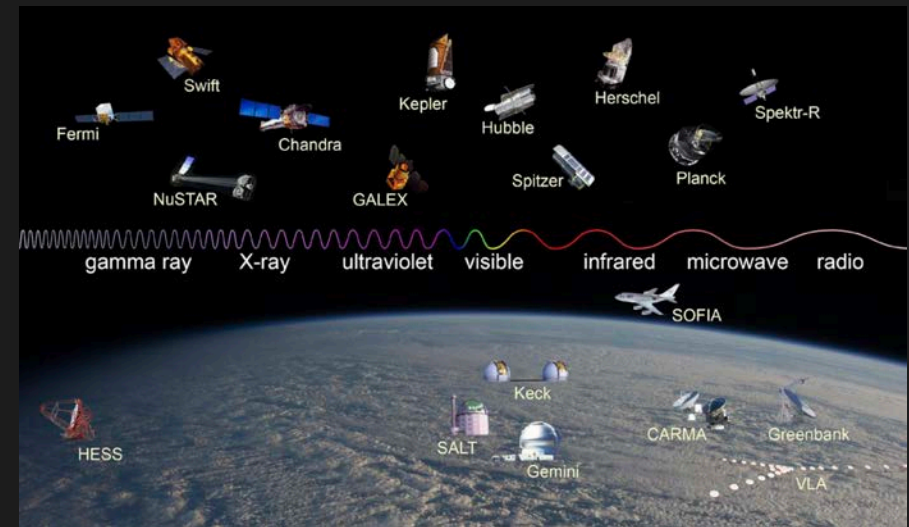 Swift
Fermi
Chandra
NuSTAR
Kepler
Hubble
GALEX
Herschel
Spitzer
Planck
Spektr-R
gamma ray X-ray ultraviolet visible infrared microwave radio
SOFIA
Keck
HESS
SALT
Gemini
CARMA
Greenbank
VLA